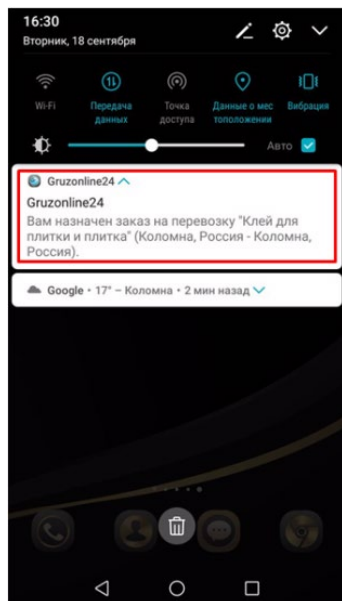 16:30
Вторник, 18 сентября
Wi-Fi
Передача данных
Точка доступа
Данные о мес тоположении
Вибрация
Авто
Gruzonline24
Gruzonline24
Вам назначен заказ на перевозку "Клей для
плитки и плитка" (Коломна, Россия - Коломна,
Россия).
Google • 17° – Коломна • 2 мин назад